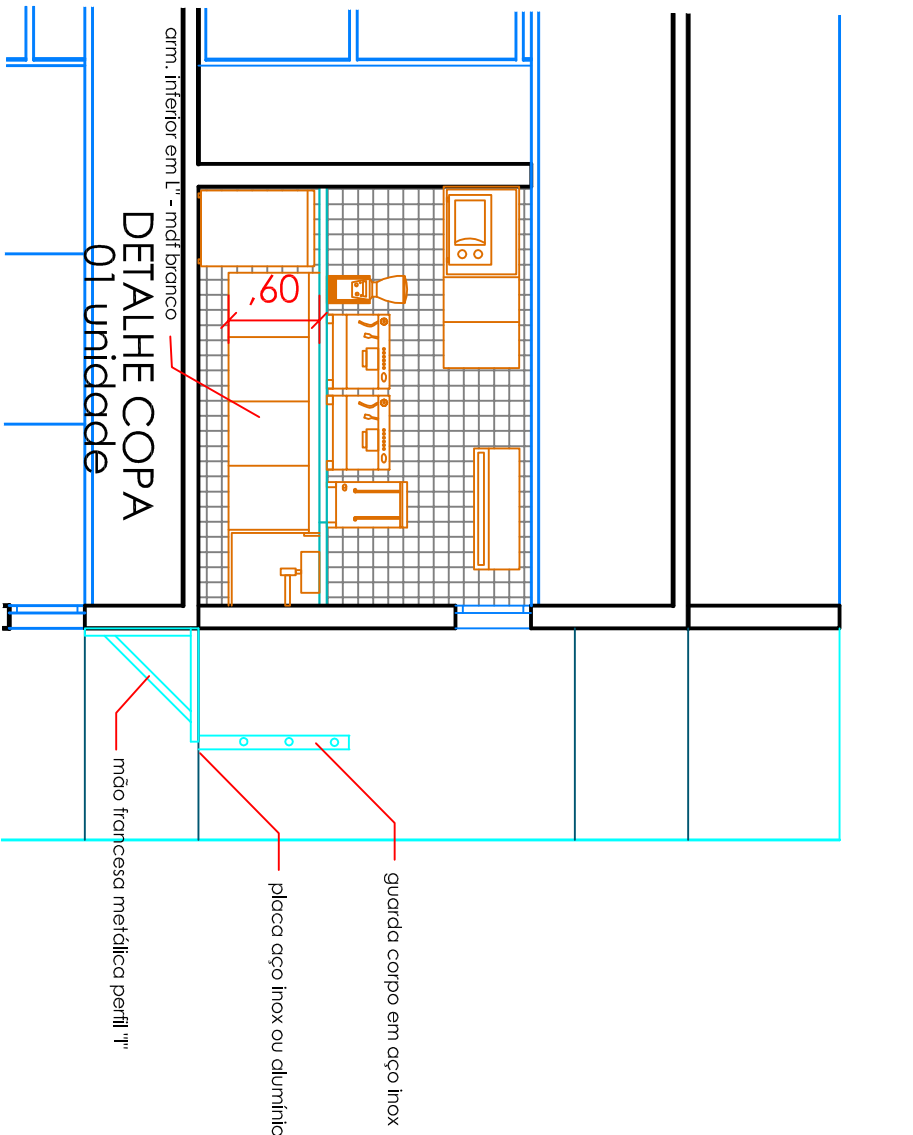 arm. inferior em L" - mdf branco
DETALHE COPA
01 unidade
,60
mão francesa metálica perfil "I"
placa aço inox ou alumínio
guarda corpo em aço inox